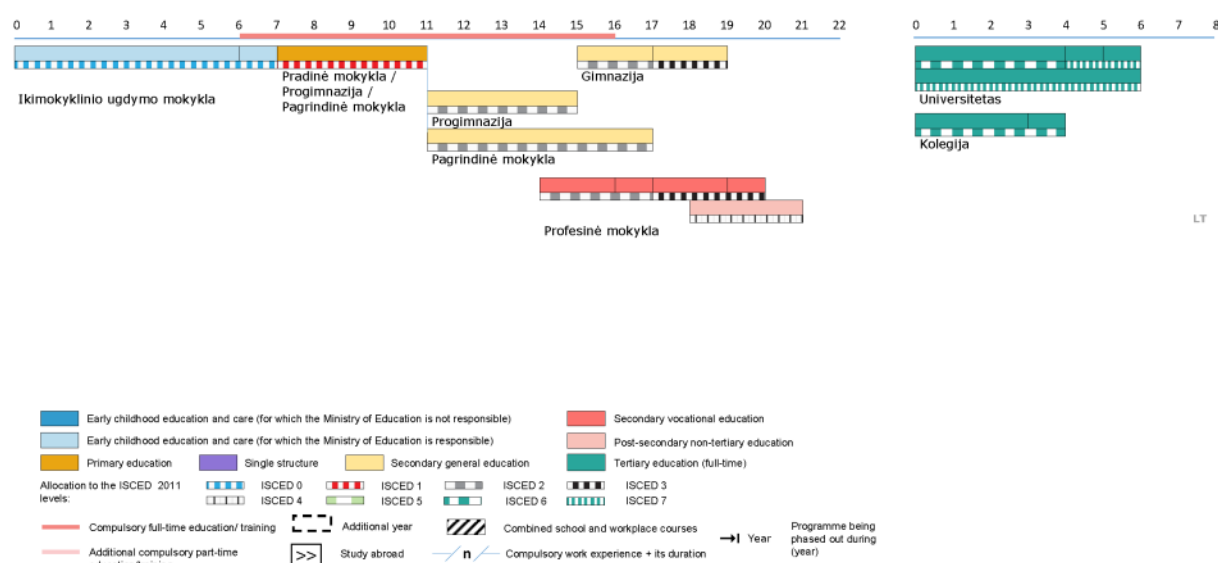 0 1 2 3 4 5 6 7 8 9 10 11 12 13 14 15 16 17 18 19 20 21 22
0 1 2 3 4 5 6 7 8
Ikimokyklinio ugdymo mokykla
Pradinė mokykla /
Progimnazija /
Pagrindinė mokykla
Gimnazija
Progimnazija
Pagrindinė mokykla
Profesinė mokykla
Universitetas
Kolegija
LT
Early childhood education and care (for which the Ministry of Education is not responsible)
Secondary vocational education
Early childhood education and care (for which the Ministry of Education is responsible)
Post-secondary non-tertiary education
Primary education
Single structure
Secondary general education
Tertiary education (full-time)
Allocation to the ISCED 2011
levels:
ISCED 0
ISCED 1
ISCED 2
ISCED 3
ISCED 4
ISCED 5
ISCED 6
ISCED 7
Compulsory full-time education/ training
Additional year
Combined school and workplace courses
Year
Programme being
phased out during
(year)
Additional compulsory part-time
>>
Study abroad
n
Compulsory work experience + its duration